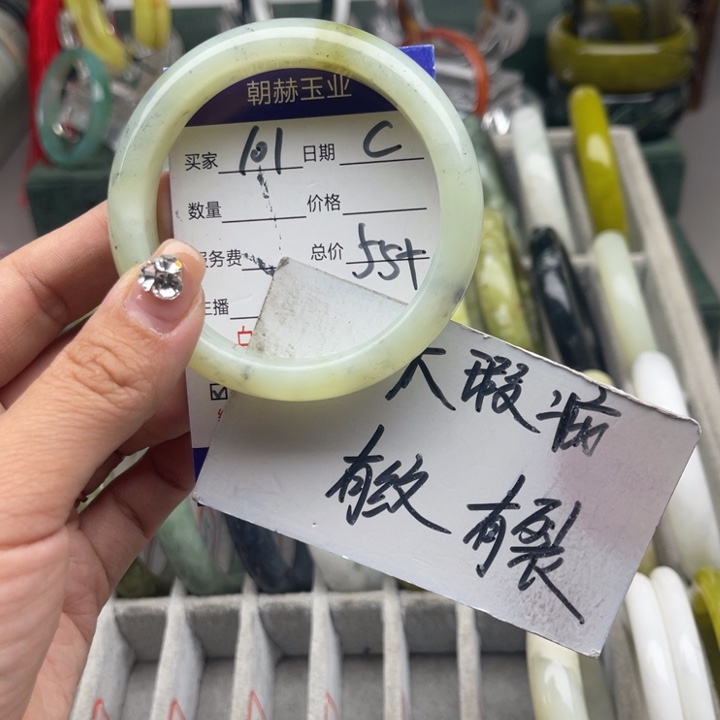 朝赫玉业
买家 101 日期 C
数量 价格
服务费 总价 55+
主播
大瑕疵
有纹 有裂